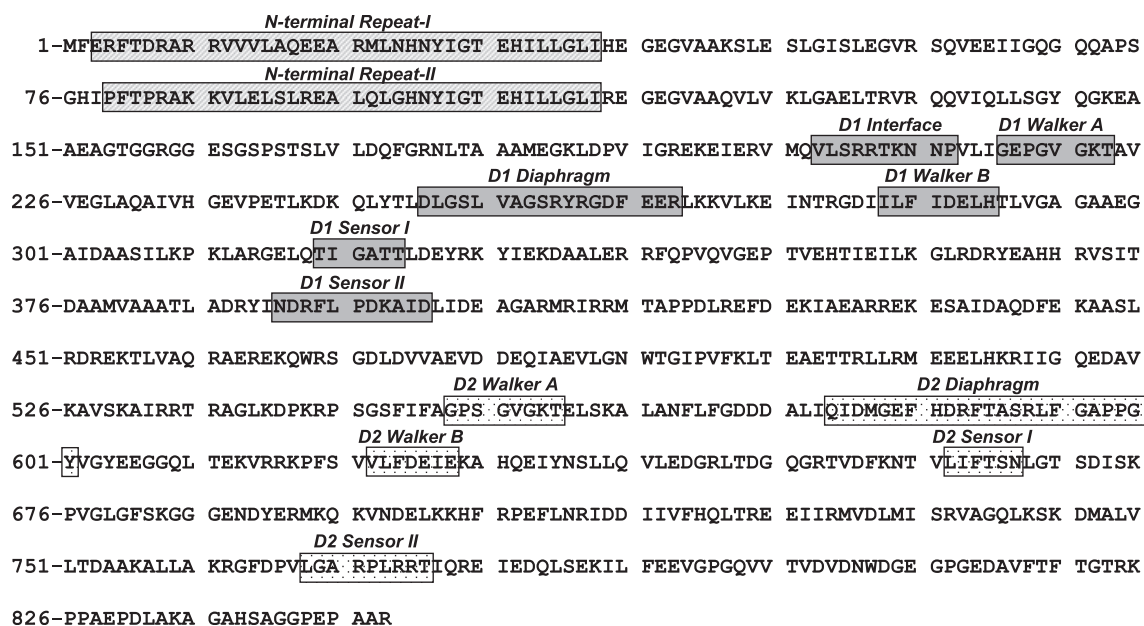 N-terminal Repeat-I
1-MFERFTDRAR RVVVLAQEEA RMLNHNYIGT EHILLGLIHE GEGVAAKSLE SLGISLEGVR SQVEEIIGQG QQAPS
N-terminal Repeat-II
76-GHIPFTPRAK KVLELSLREA LQLGHNYIGT EHILLGLIRE GEGVAAQVLV KLGAELTRVR QQVIQLLSGY QGKEA
D1 Interface D1 Walker A
151-AEAGTGGRGG ESGSPSTSLV LDQFGRNLTA AAMEGKLDPV IGREKEIERV MQVLSRRTKN NPVLIGEPGV GKTAV
D1 Diaphragm D1 Walker B
226-VEGLAQAIVH GEVPETLKDK QLYTLDLGSL VAGSRYRGDF EERLKKVLKE INTRGDIILF IDELHTLVGA GAAEG
D1 Sensor I
301-AIDAASILKP KLARGELQTI GATTLDEYRK YIEKDAALER RFQPVQVGEP TVEHTIEILK GLRDRYEAHH RVSIT
D1 Sensor II
376-DAAMVAAATL ADRYINDRFL PDKAIDLIDE AGARMRIRRM TAPPDLREFD EKIAEARREK ESAIDAQDFE KAASL
451-RDREKTLVAQ RAEREKQWRS GDLDVVAEVD DEQIAEVLGN WTGIPVFKLT EAETTRLLRM EEELHKRIIG QEDAV
D2 Walker A D2 Diaphragm
526-KAVSKAIRRT RAGLKDPKRP SGSFIFAGPS GVGKTELSKA LANFLFGDDD ALIQIDMGEF HDRFTASRLF GAPPG
D2 Walker B D2 Sensor I
601-YVGYEEGGQL TEKVRRKPFS VVLFDEIEKA HQEIYNSLLQ VLEDGRLTDG QGRTVDFKNT VLIFTSNLGT SDISK
676-PVGLGFSKGG GENDYERMKQ KVNDELKKHF RPEFLNRIDD IIVFHQLTRE EIIRMVDLMI SRVAGQLKSK DMALV
D2 Sensor II
751-LTDAAKALLA KRGFDPVLGA RPLRRTIQRE IEDQLSEKIL FEEVGPGQVV TVDVDNWDGE GPGEDAVFTF TGTRK
826-PPAEPDLAKA GAHSAGGPEP AAR